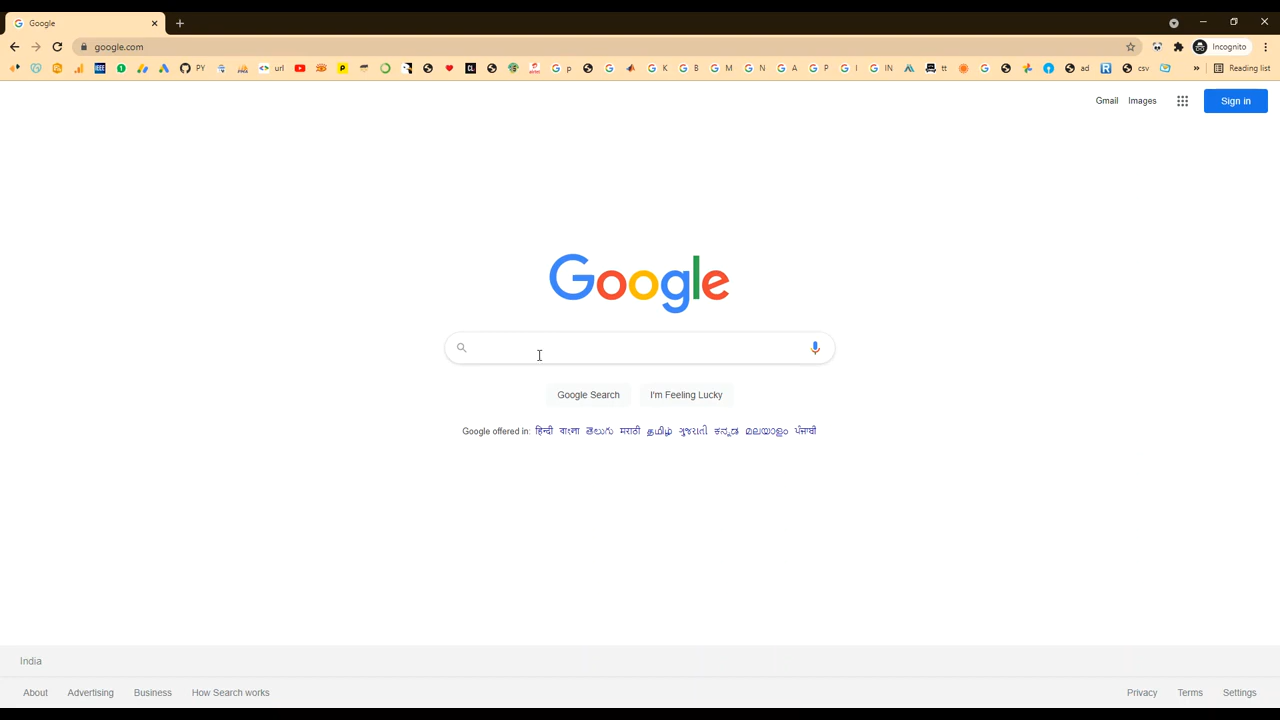 Google
google.com
Incognito
PY url p K B M N A P I IN tt ad csv Reading list
Gmail Images Sign in
Google
Google Search I'm Feeling Lucky
Google offered in: हिन्दी বাংলা తెలుగు मराठी தமிழ் ગુજરાતી ಕನ್ನಡ മലയാളം ਪੰਜਾਬੀ
India
About Advertising Business How Search works Privacy Terms Settings